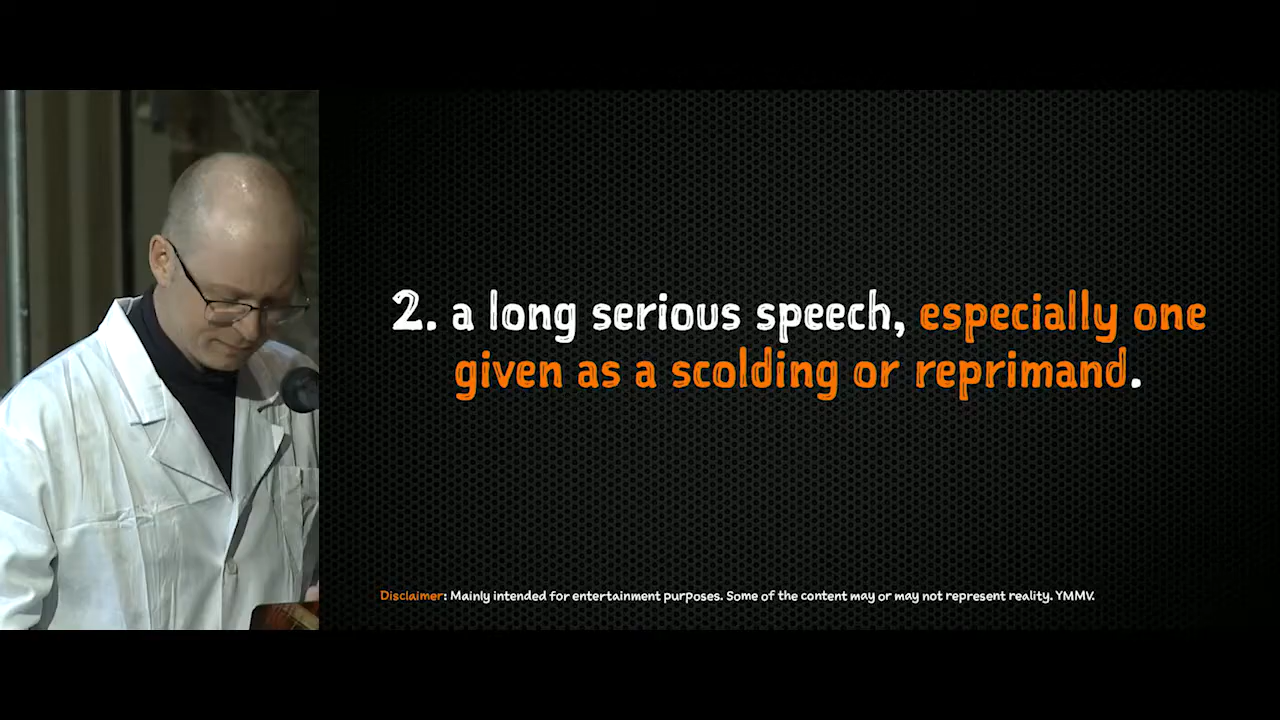 2. a long serious speech, especially one
given as a scolding or reprimand.
Disclaimer: Mainly intended for entertainment purposes. Some of the content may or may not represent reality. YMMV.